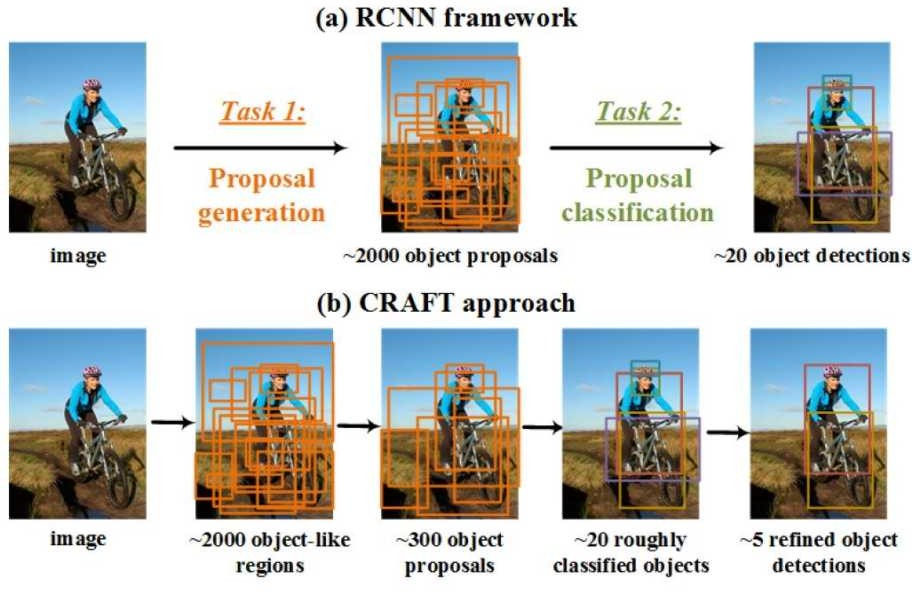 (a) RCNN framework
Task 1:
Proposal
generation
Task 2:
Proposal
classification
image
~2000 object proposals
~20 object detections
(b) CRAFT approach
image
~2000 object-like
regions
~300 object
proposals
~20 roughly
classified objects
~5 refined object
detections